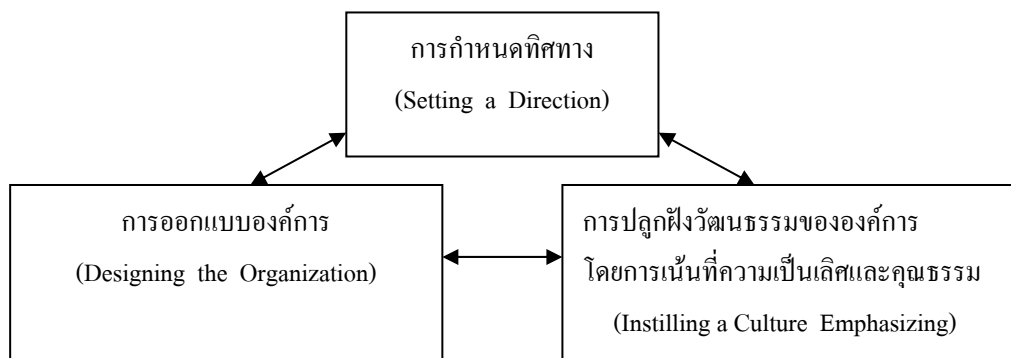 การกำหนดทิศทาง
(Setting a Direction)
การออกแบบองค์การ
(Designing the Organization)
การปลูกฝังวัฒนธรรมขององค์การ
โดยการเน้นที่ความเป็นเลิศและคุณธรรม
(Instilling a Culture Emphasizing)